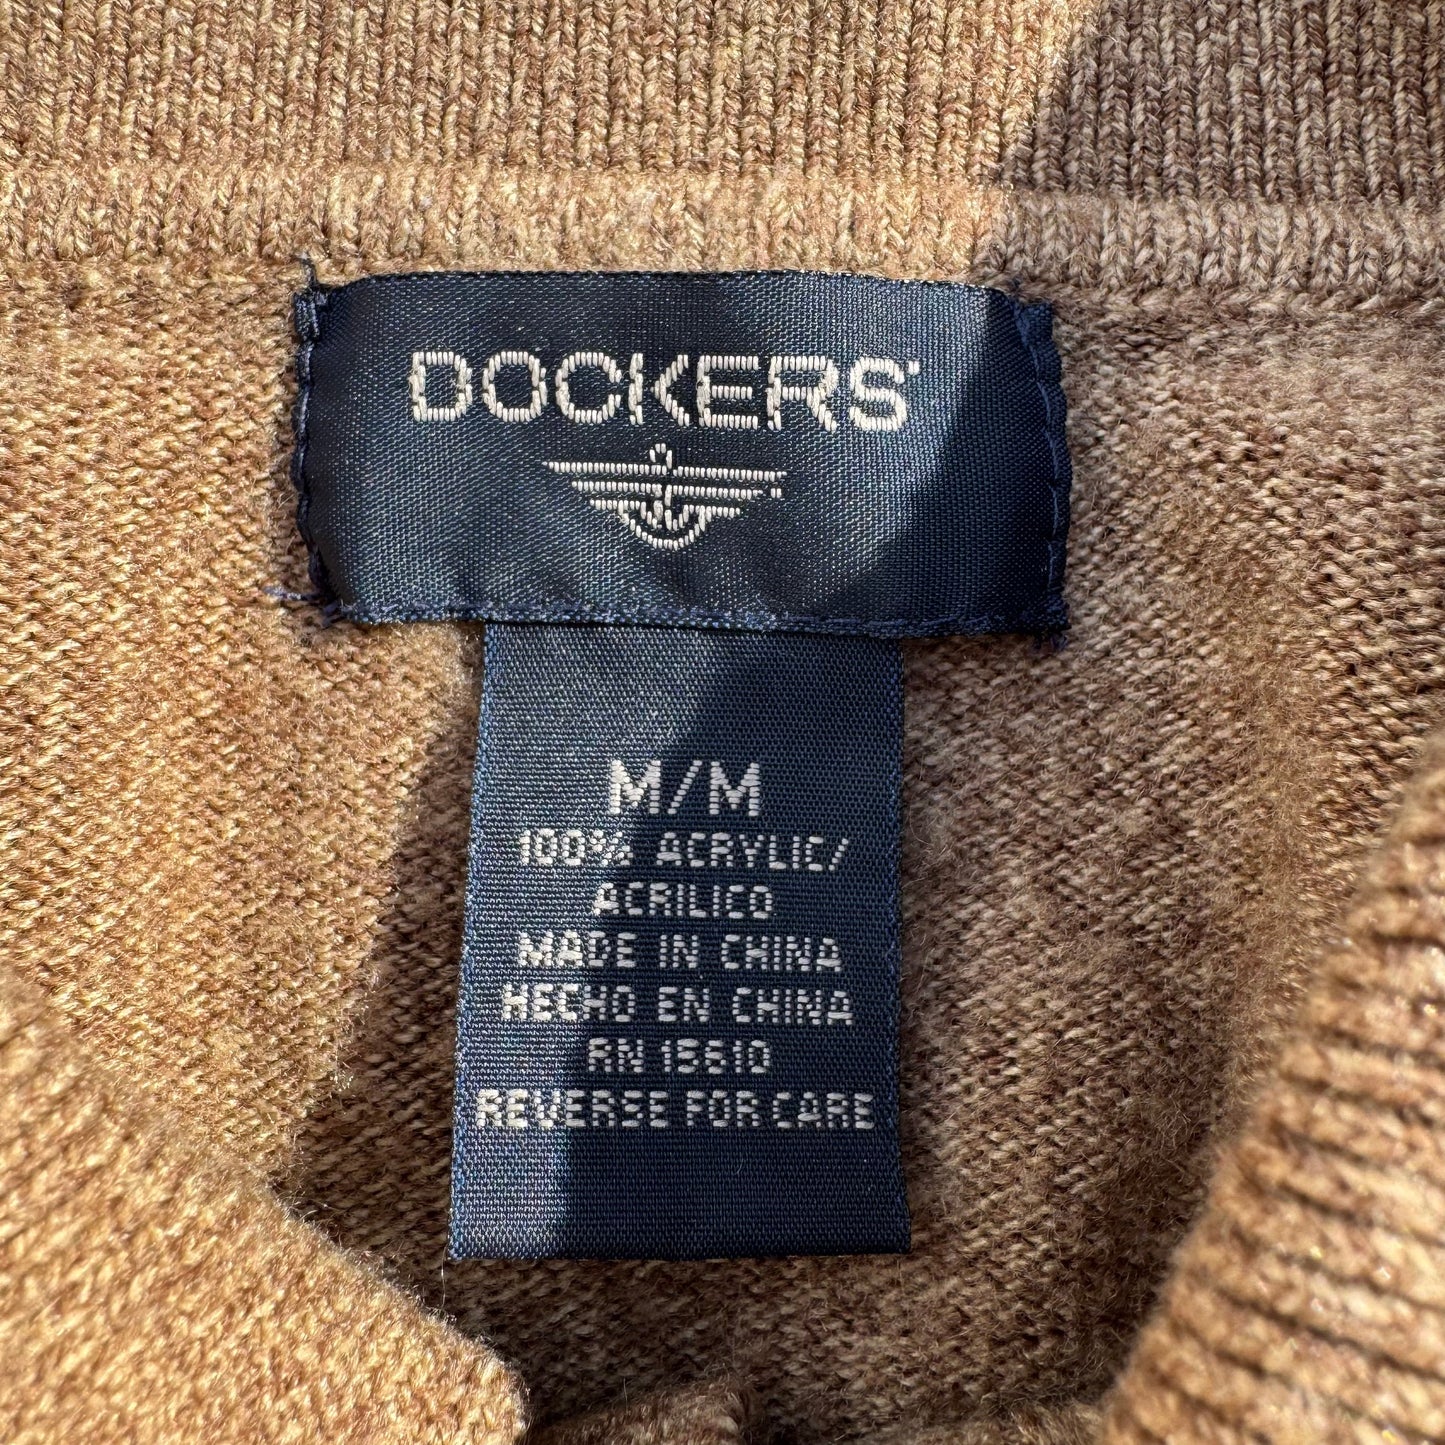 DOCKERS
M/M
100% ACRYLIC/
ACRILICO
MADE IN CHINA
HECHO EN CHINA
RN 15610
REVERSE FOR CARE